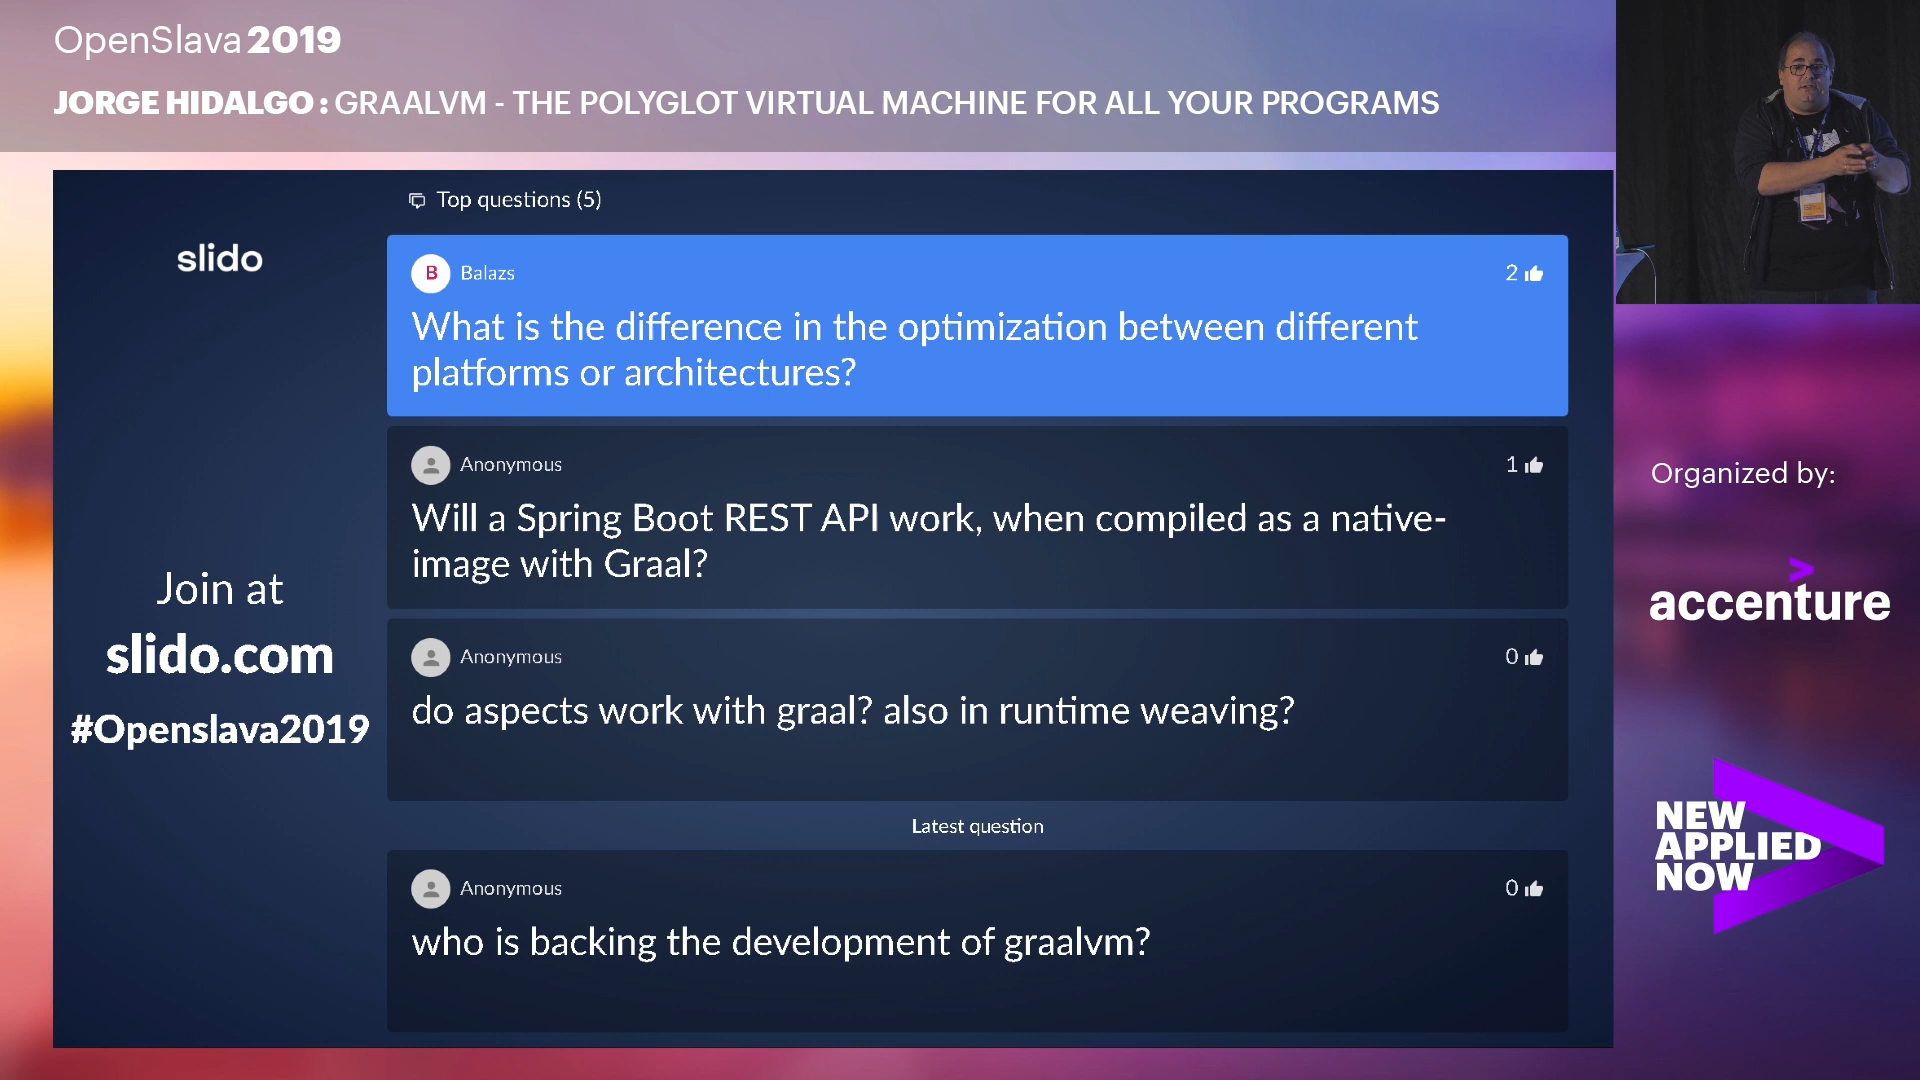 OpenSlava 2019
JORGE HIDALGO : GRAALVM - THE POLYGLOT VIRTUAL MACHINE FOR ALL YOUR PROGRAMS
Top questions (5)
slido
B Balazs 2
What is the difference in the optimization between different
platforms or architectures?
Anonymous 1
Will a Spring Boot REST API work, when compiled as a native-
image with Graal?
Anonymous 0
do aspects work with graal? also in runtime weaving?
Join at
slido.com
#Openslava2019
Latest question
Anonymous 0
who is backing the development of graalvm?
Organized by:
accenture
NEW
APPLIED
NOW